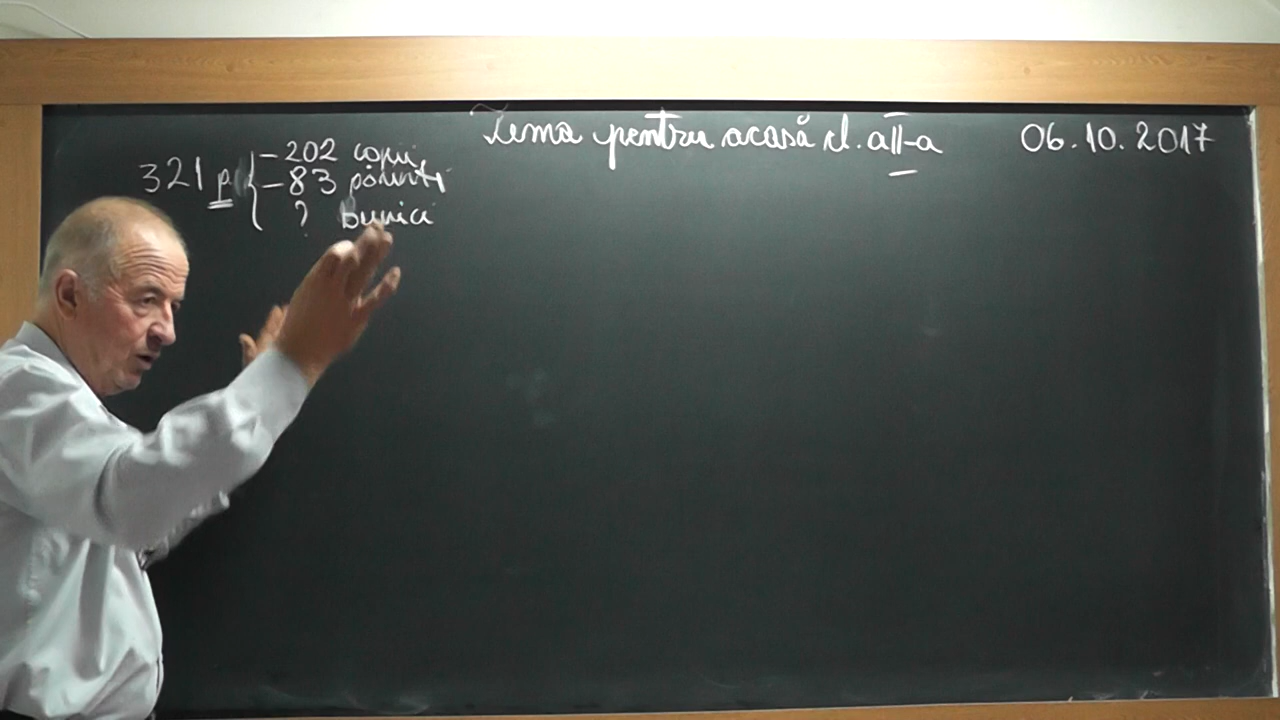 Tema pentru acasă cl. a II-a 06.10.2017
321 p { - 202 copii,
- 83 părinți
? bunici